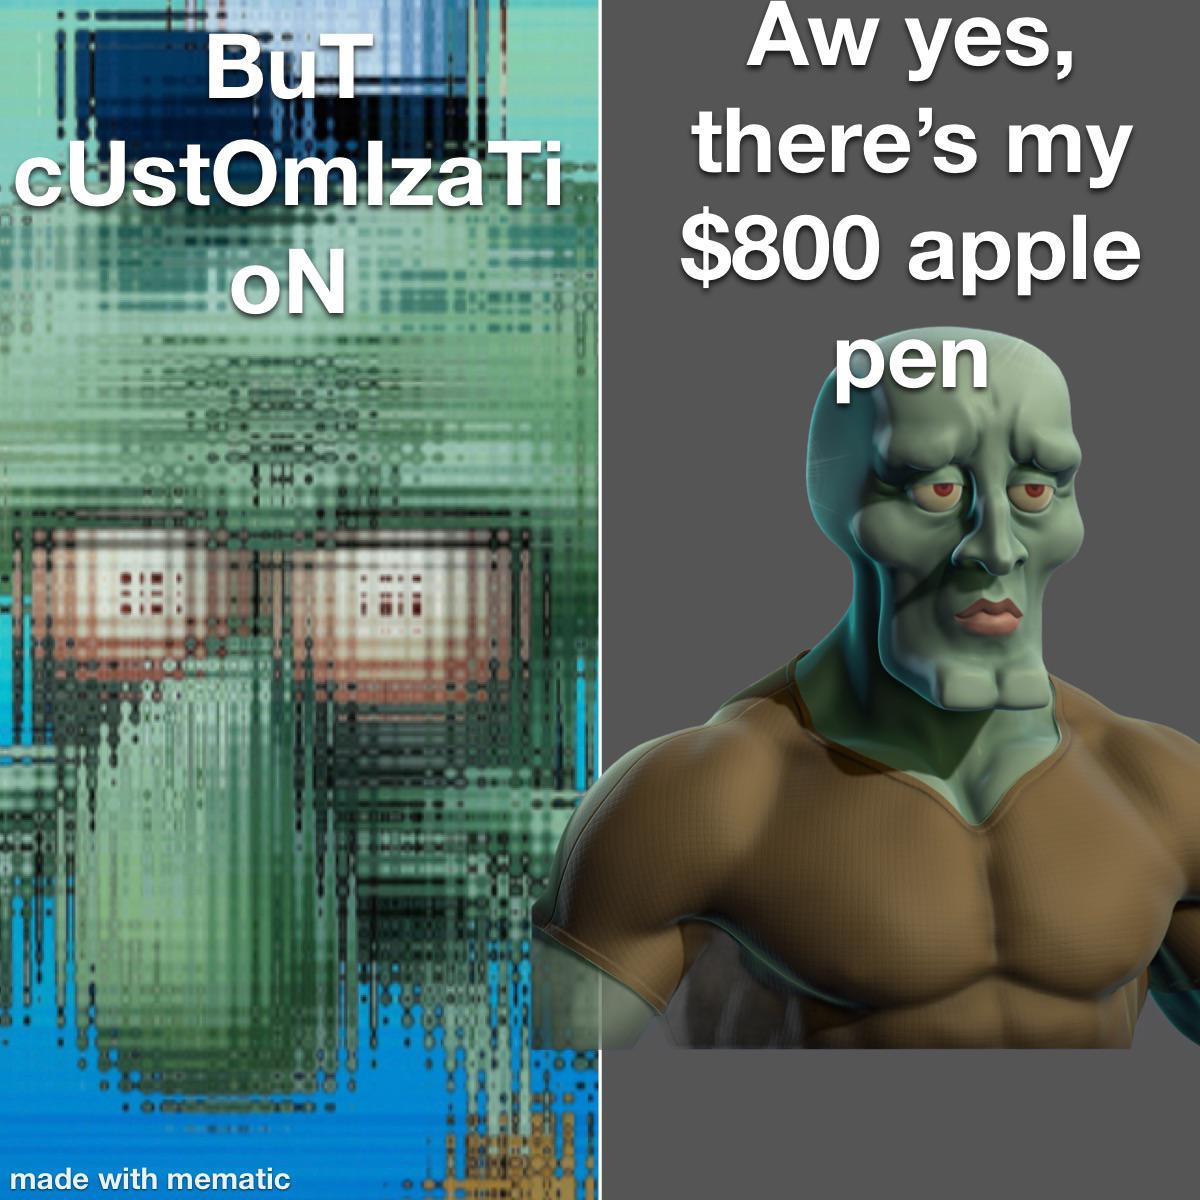 BuT
cUstOmIzaTi
oN
Aw yes,
there’s my
$800 apple
pen
made with mematic